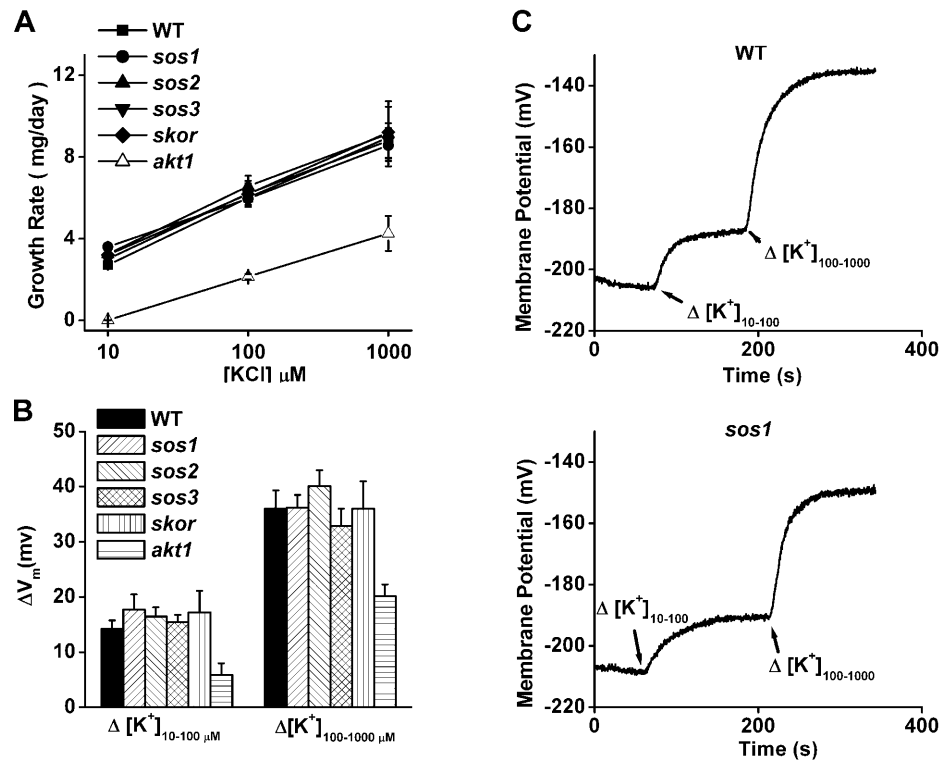 A
WT
sos1
sos2
sos3
skor
akt1
12
8
4
0
Growth Rate ( mg/day)
10
100
1000
[KCl] μM
B
WT
sos1
sos2
sos3
skor
akt1
50
40
30
20
10
0
ΔVm(mv)
Δ [K+]10-100 μM
Δ[K+]100-1000 μM
C
WT
-140
-160
-180
-200
-220
Membrane Potential (mV)
Δ [K+]100-1000
Δ [K+]10-100
0
200
400
Time (s)
sos1
-140
-160
-180
-200
-220
Membrane Potential (mV)
Δ [K+]10-100
Δ [K+]100-1000
0
200
400
Time (s)